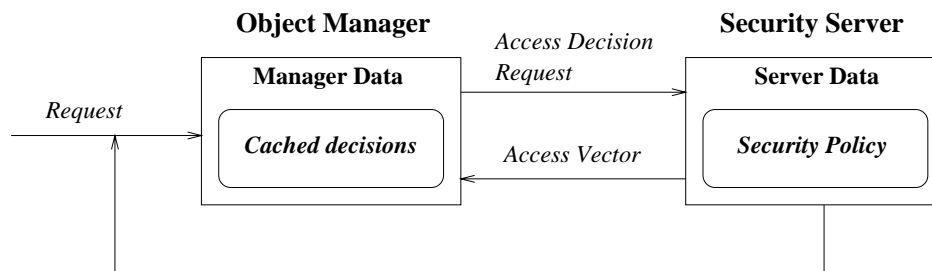 Object Manager
Security Server
Access Decision
Request
Manager Data
Server Data
Request
Cached decisions
Security Policy
Access Vector